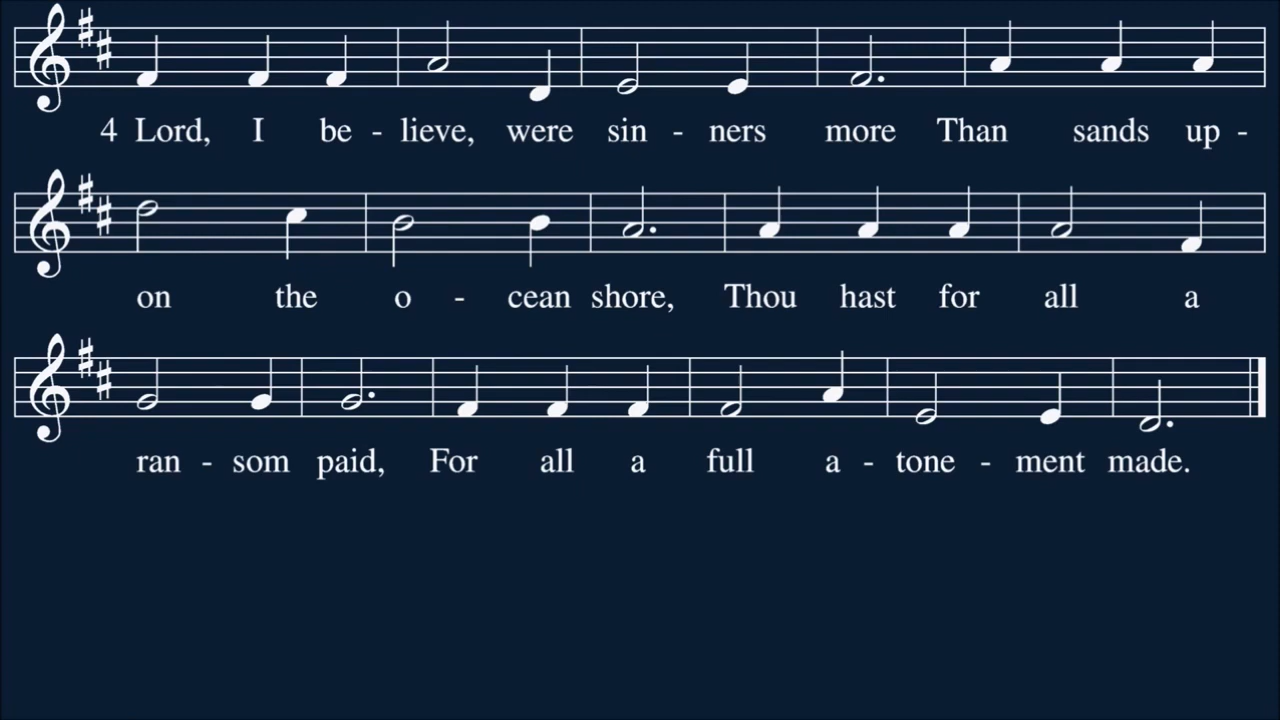 4 Lord, I be - lieve, were sin - ners more Than sands up -
on the o - cean shore, Thou hast for all a
ran - som paid, For all a full a - tone - ment made.